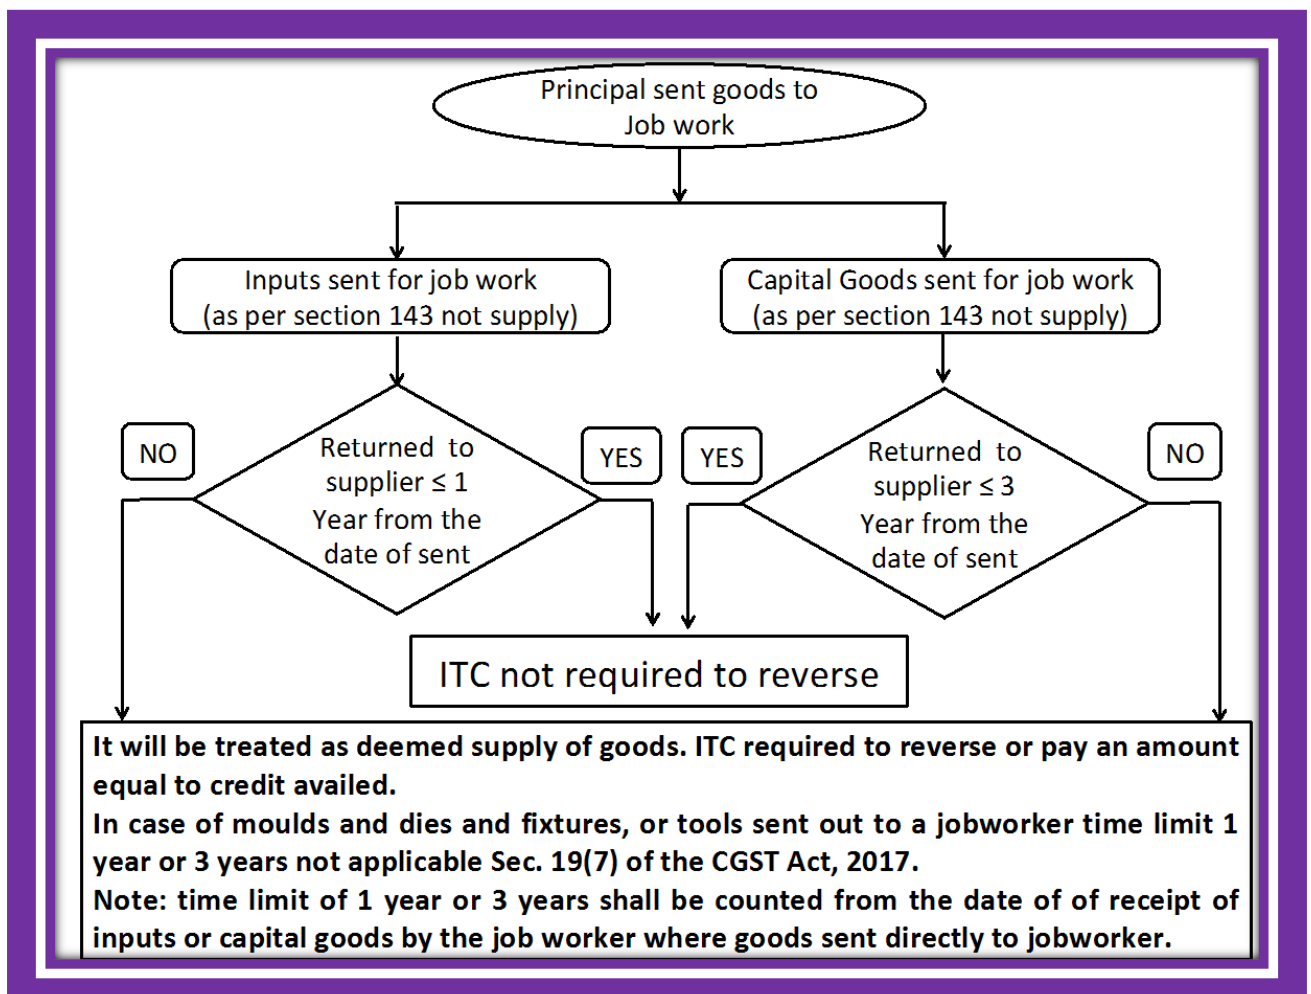 Principal sent goods to
Job work
Inputs sent for job work
(as per section 143 not supply)
Capital Goods sent for job work
(as per section 143 not supply)
NO
Returned to
supplier ≤ 1
Year from the
date of sent
YES
YES
Returned to
supplier ≤ 3
Year from the
date of sent
NO
ITC not required to reverse
It will be treated as deemed supply of goods. ITC required to reverse or pay an amount
equal to credit availed.
In case of moulds and dies and fixtures, or tools sent out to a jobworker time limit 1
year or 3 years not applicable Sec. 19(7) of the CGST Act, 2017.
Note: time limit of 1 year or 3 years shall be counted from the date of of receipt of
inputs or capital goods by the job worker where goods sent directly to jobworker.